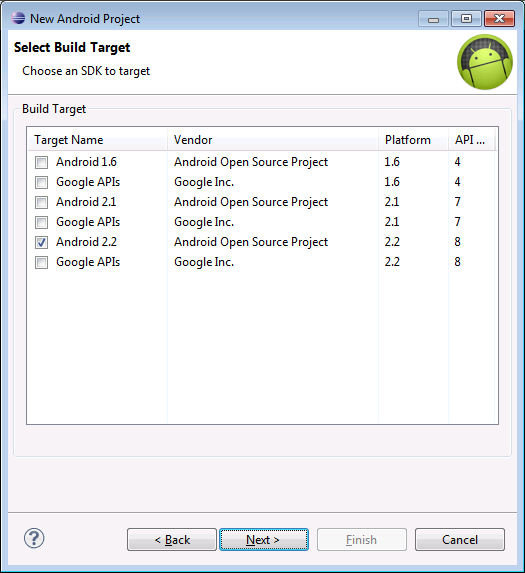 New Android Project
Select Build Target
Choose an SDK to target
Build Target
Target Name Vendor Platform API ...
Android 1.6 Android Open Source Project 1.6 4
Google APIs Google Inc. 1.6 4
Android 2.1 Android Open Source Project 2.1 7
Google APIs Google Inc. 2.1 7
Android 2.2 Android Open Source Project 2.2 8
Google APIs Google Inc. 2.2 8
? < Back Next > Finish Cancel